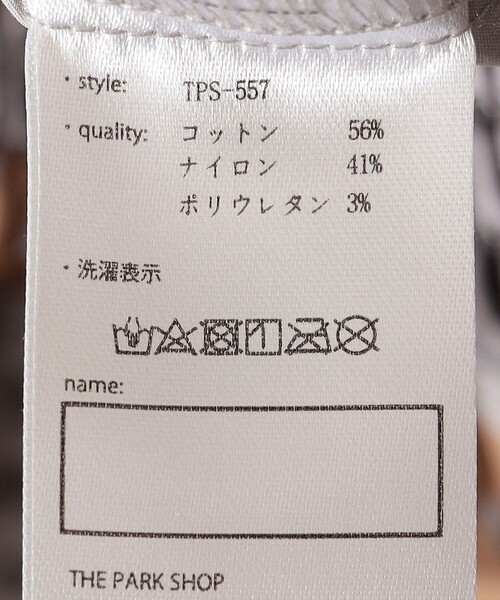 · style: TPS-557
· quality: コットン 56%
ナイロン 41%
ポリウレタン 3%
· 洗濯表示
name:
THE PARK SHOP